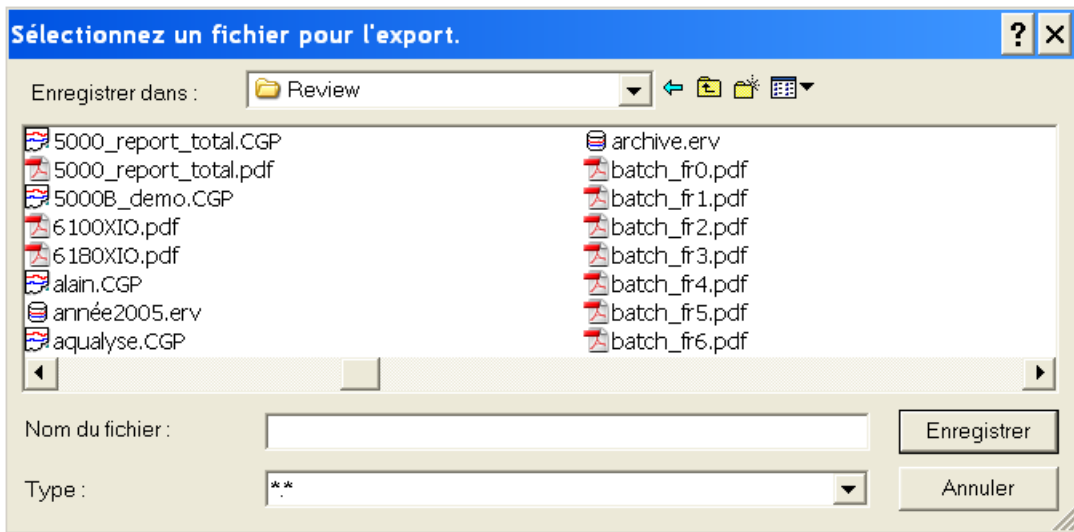 Sélectionnez un fichier pour l'export.
Enregistrer dans :
Review
5000_report_total.CGP
5000_report_total.pdf
5000B_demo.CGP
6100XIO.pdf
6180XIO.pdf
alain.CGP
année2005.erv
aqualyse.CGP
archive.erv
batch_fr0.pdf
batch_fr1.pdf
batch_fr2.pdf
batch_fr3.pdf
batch_fr4.pdf
batch_fr5.pdf
batch_fr6.pdf
Nom du fichier :
Enregistrer
Type :
*.*
Annuler